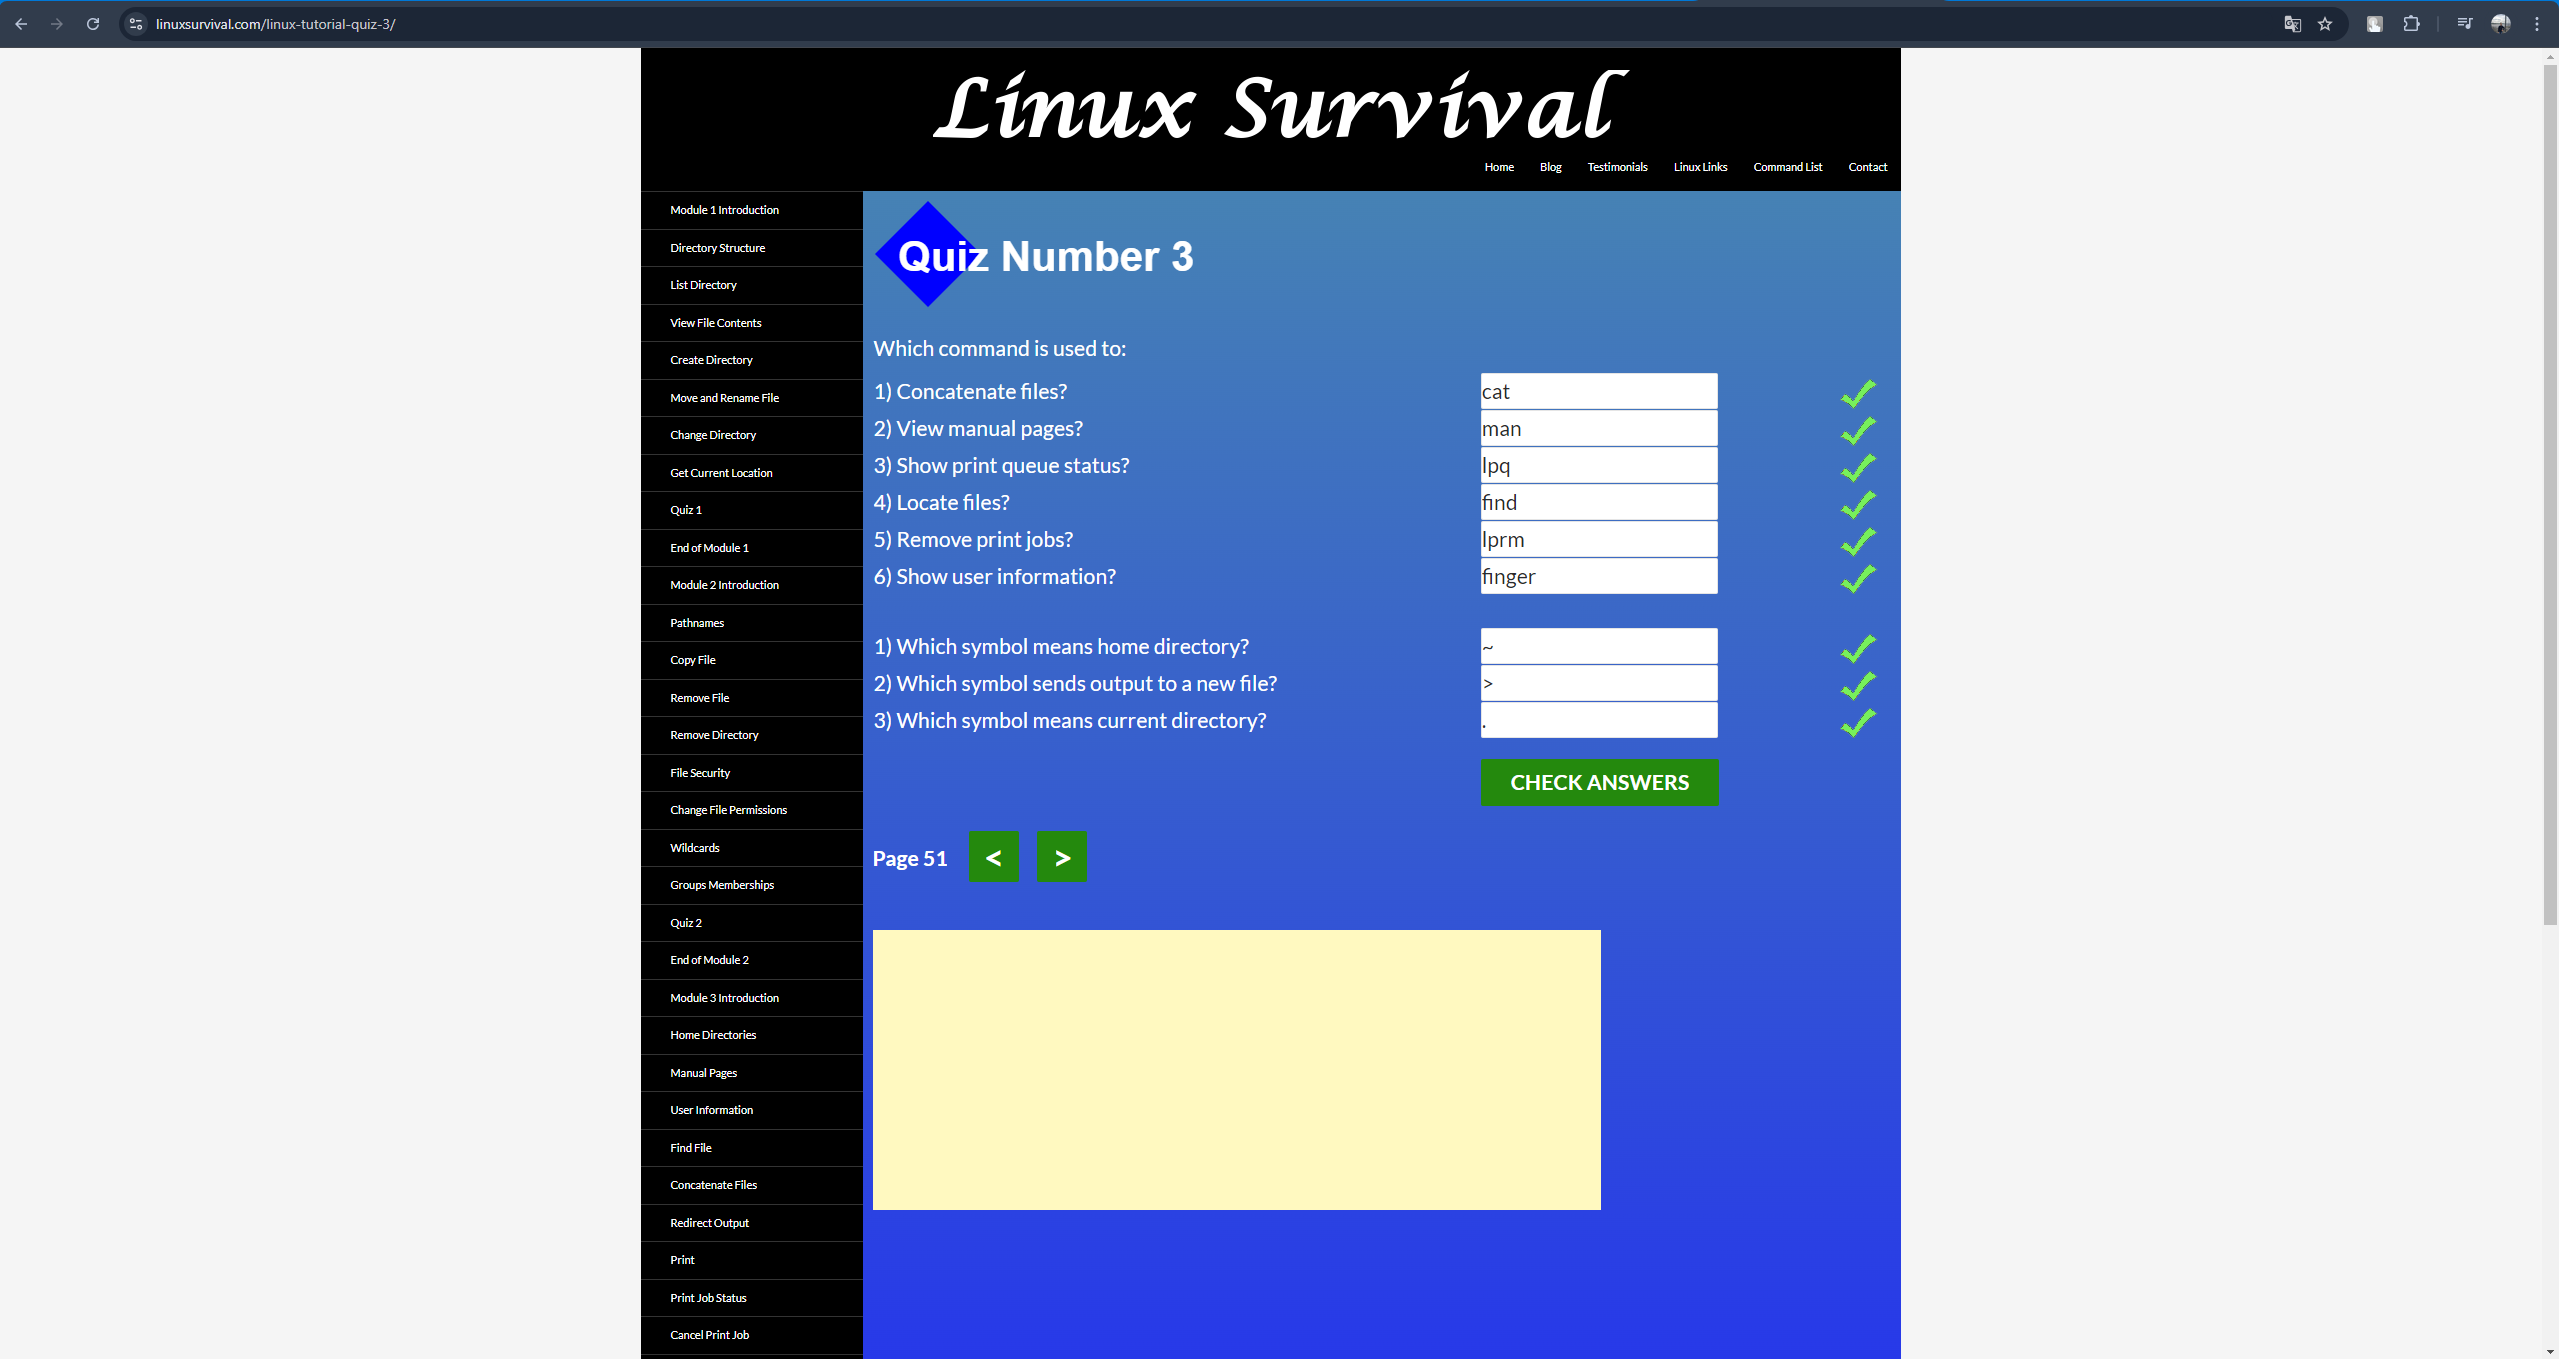 linuxsurvival.com/linux-tutorial-quiz-3/
Linux Survival
Home Blog Testimonials Linux Links Command List Contact
Module 1 Introduction
Directory Structure
List Directory
View File Contents
Create Directory
Move and Rename File
Change Directory
Get Current Location
Quiz 1
End of Module 1
Module 2 Introduction
Pathnames
Copy File
Remove File
Remove Directory
File Security
Change File Permissions
Wildcards
Groups Memberships
Quiz 2
End of Module 2
Module 3 Introduction
Home Directories
Manual Pages
User Information
Find File
Concatenate Files
Redirect Output
Print
Print Job Status
Cancel Print Job
Quiz Number 3
Which command is used to:
1) Concatenate files? cat
2) View manual pages? man
3) Show print queue status? lpq
4) Locate files? find
5) Remove print jobs? lprm
6) Show user information? finger
1) Which symbol means home directory? ~
2) Which symbol sends output to a new file? >
3) Which symbol means current directory? .
CHECK ANSWERS
Page 51 < >